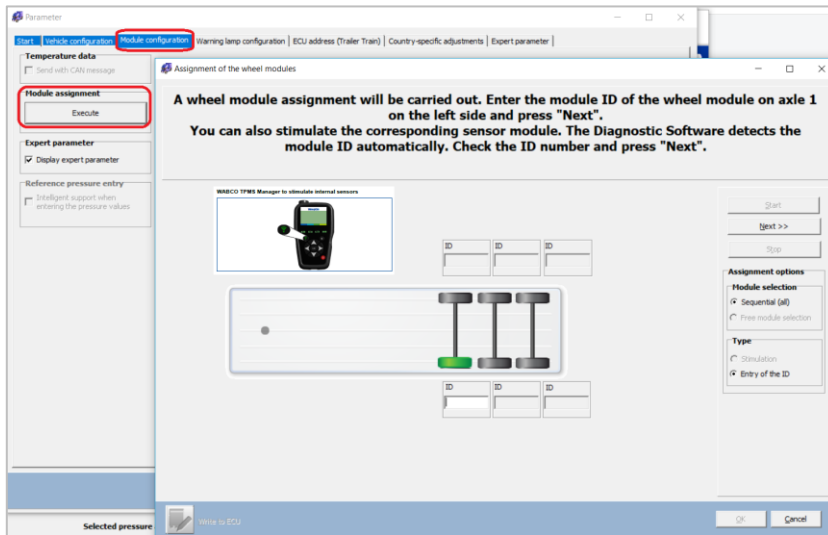 Parameter
Start Vehicle configuration Module configuration Warning lamp configuration ECU address (Trailer Train) Country-specific adjustments Expert parameter
Temperature data
Send with CAN message
Module assignment
Execute
Expert parameter
Display expert parameter
Reference pressure entry
Intelligent support when
entering the pressure values
Selected pressure
Assignment of the wheel modules
A wheel module assignment will be carried out. Enter the module ID of the wheel module on axle 1
on the left side and press "Next".
You can also stimulate the corresponding sensor module. The Diagnostic Software detects the
module ID automatically. Check the ID number and press "Next".
WABCO TPMS Manager to stimulate internal sensors
ID ID ID
ID ID ID
Start
Next >>
Stop
Assignment options
Module selection
Sequential (all)
Free module selection
Type
Stimulation
Entry of the ID
Write to ECU
OK Cancel